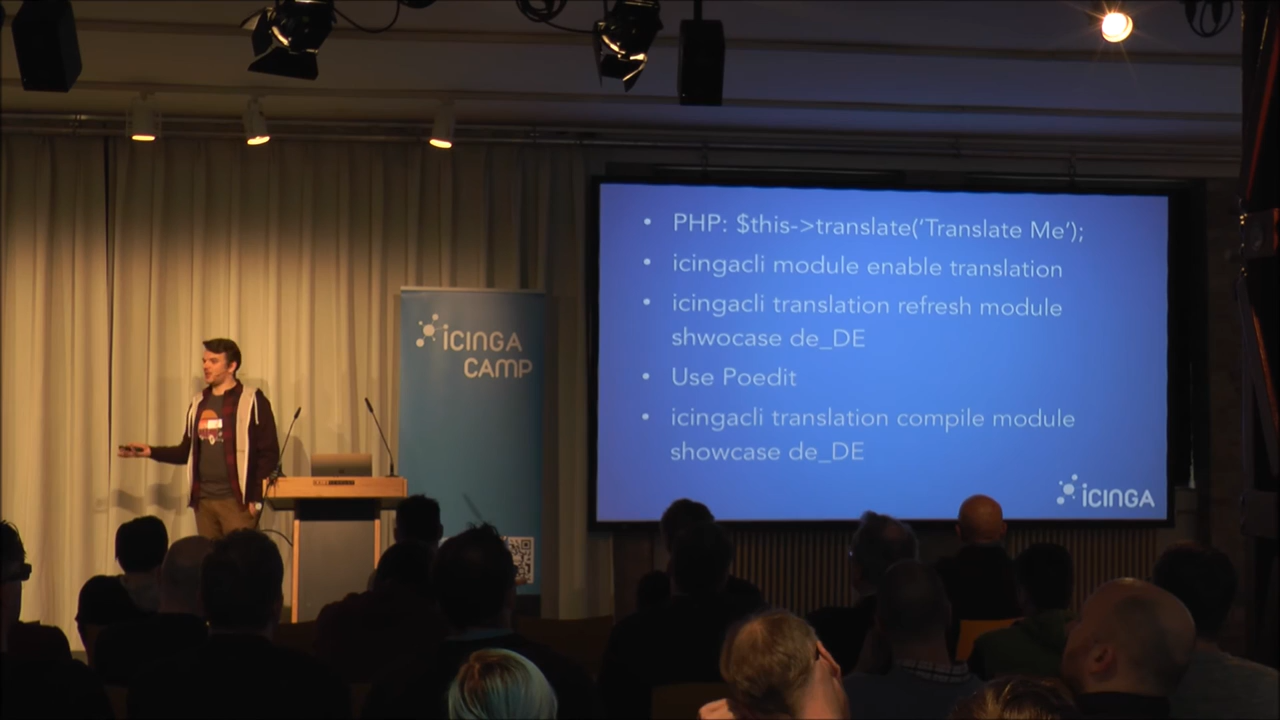 ICINGA
CAMP
• PHP: $this->translate('Translate Me');
• icingacli module enable translation
• icingacli translation refresh module
shwocase de_DE
• Use Poedit
• icingacli translation compile module
showcase de_DE
ICINGA